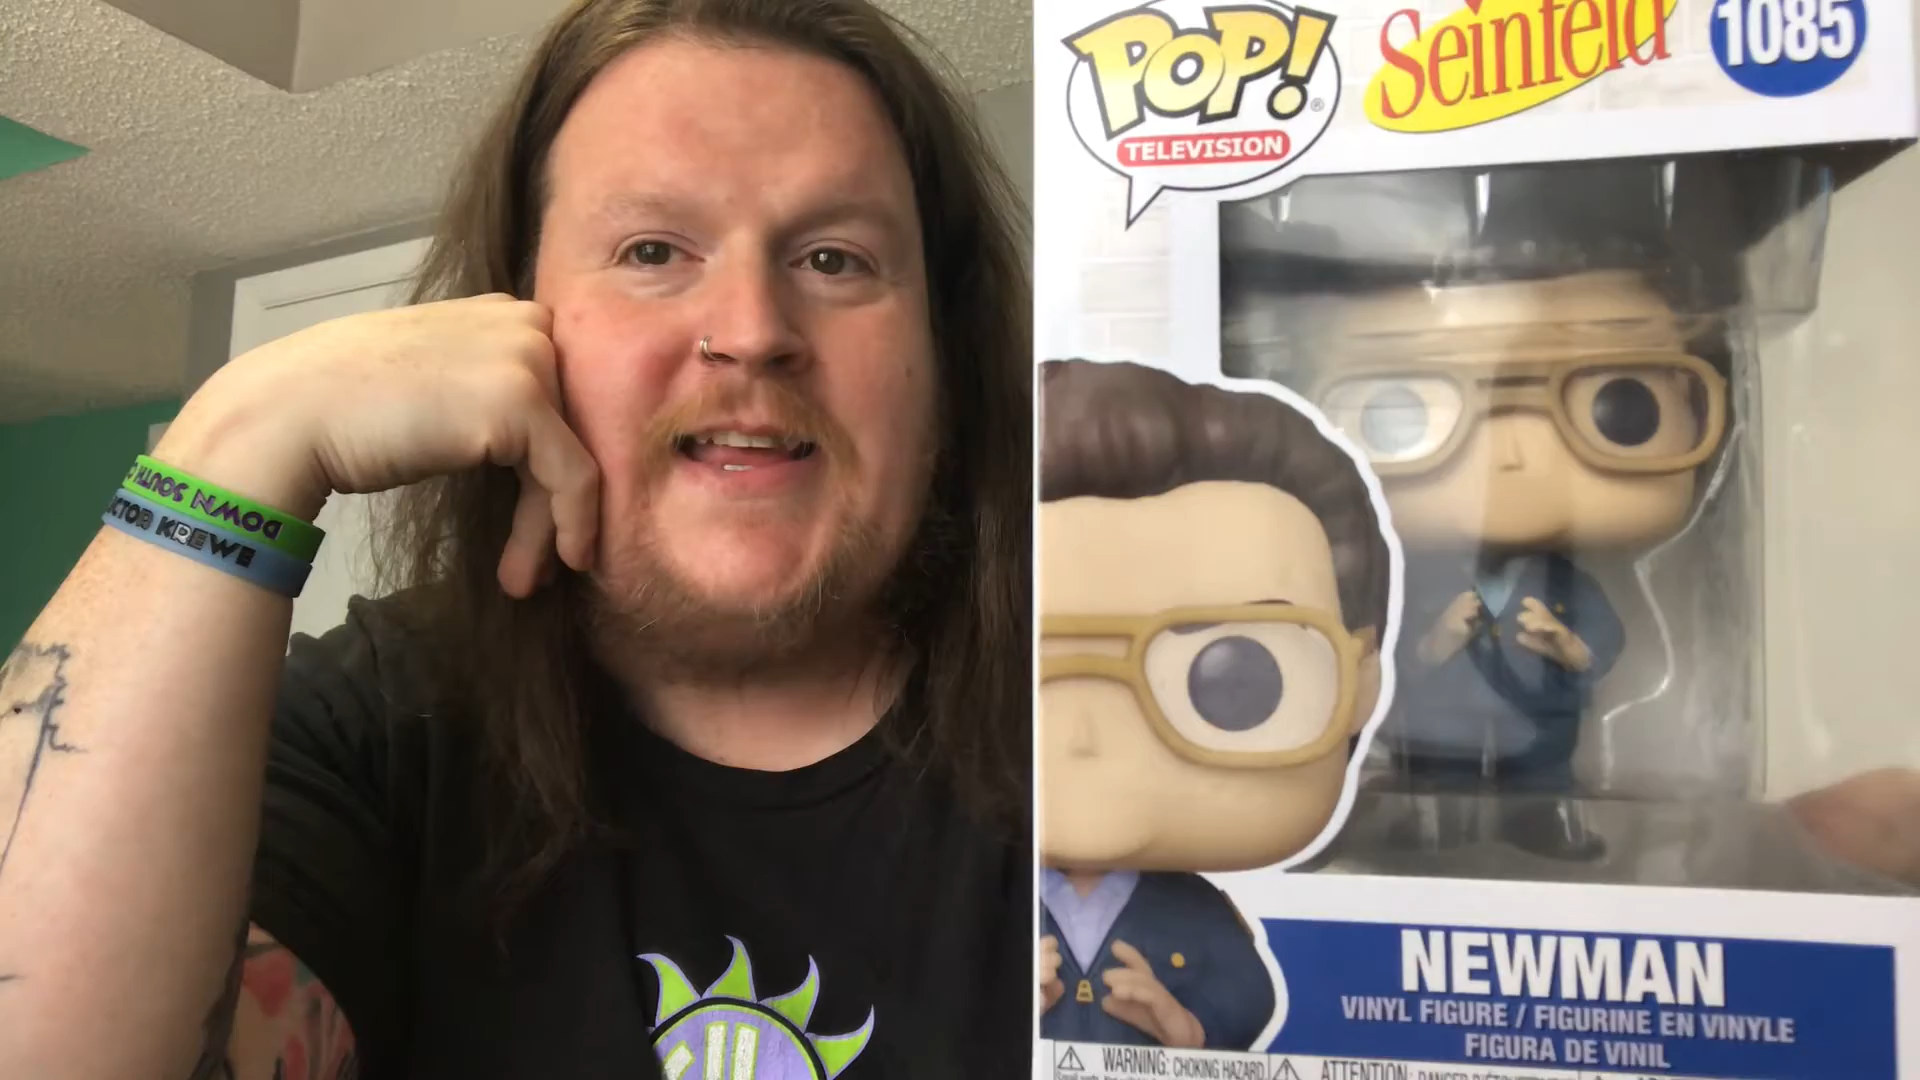 POP!
TELEVISION
Seinfeld
1085
DOWN SOUTH
KREWE
NEWMAN
VINYL FIGURE / FIGURINE EN VINYLE
FIGURA DE VINIL
WARNING: CHOKING HAZARD
ATTENTION: